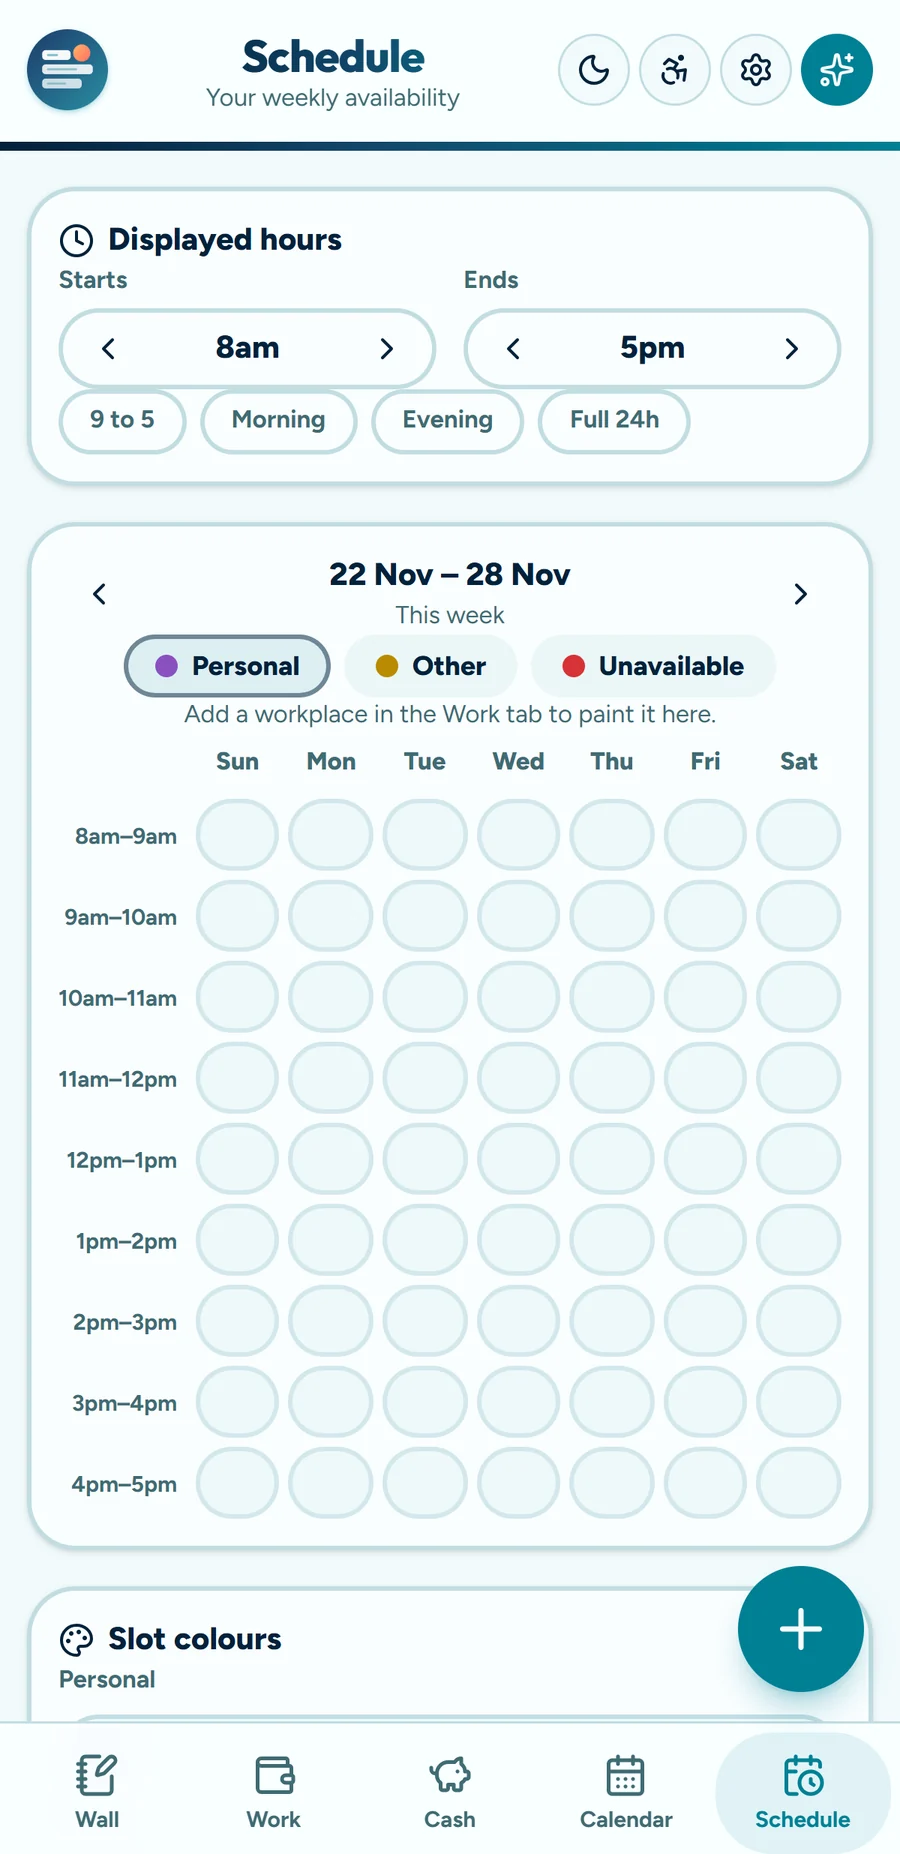 Schedule
Your weekly availability
Displayed hours
Starts Ends
8am 5pm
9 to 5 Morning Evening Full 24h
22 Nov – 28 Nov
This week
Personal Other Unavailable
Add a workplace in the Work tab to paint it here.
Sun Mon Tue Wed Thu Fri Sat
8am–9am
9am–10am
10am–11am
11am–12pm
12pm–1pm
1pm–2pm
2pm–3pm
3pm–4pm
4pm–5pm
Slot colours
Personal
Wall Work Cash Calendar Schedule